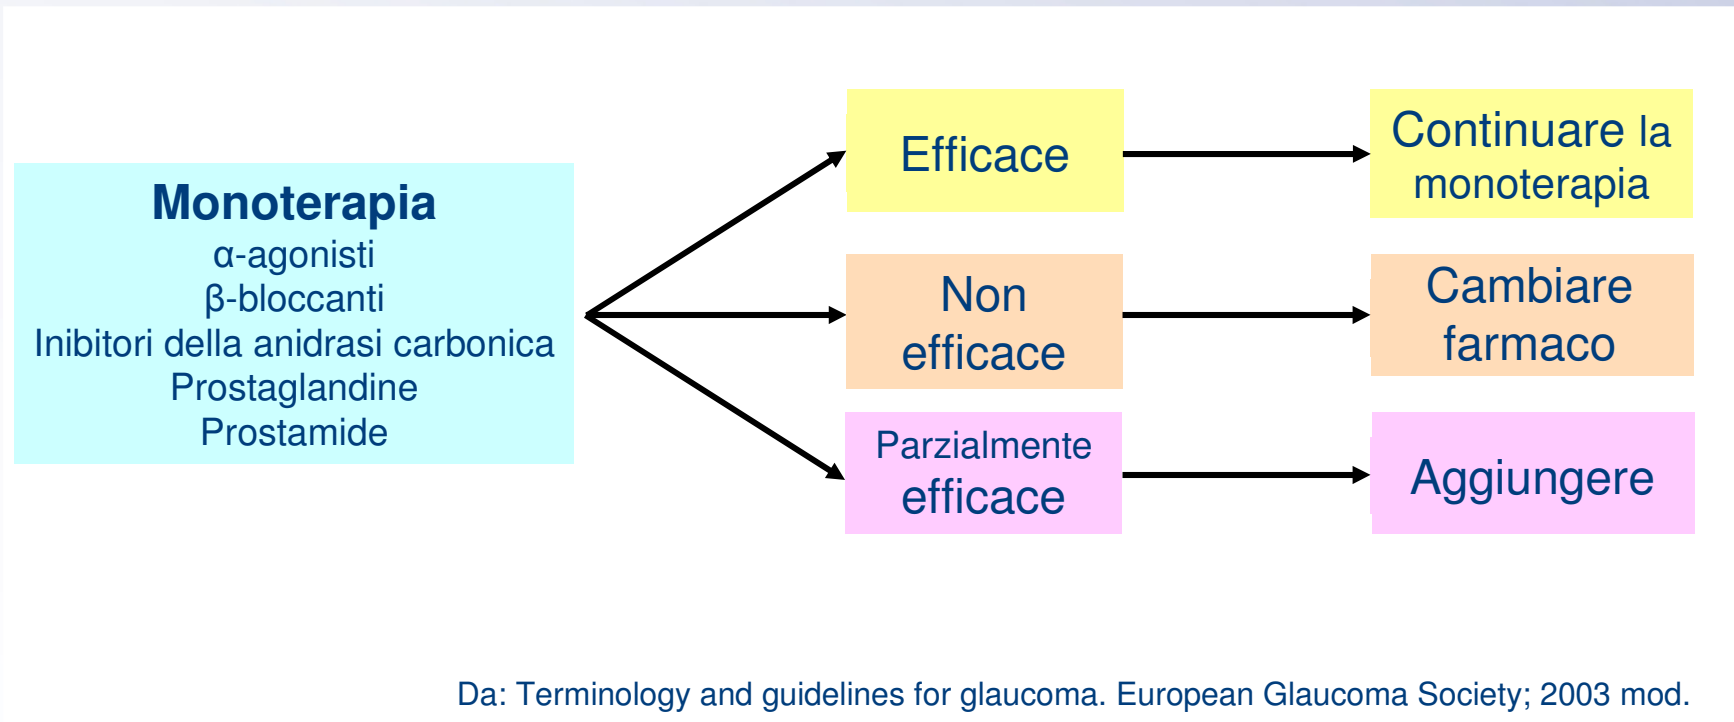 Monoterapia
α-agonisti
β-bloccanti
Inibitori della anidrasi carbonica
Prostaglandine
Prostamide
Efficace
Continuare la
monoterapia
Non
efficace
Cambiare
farmaco
Parzialmente
efficace
Aggiungere
Da: Terminology and guidelines for glaucoma. European Glaucoma Society; 2003 mod.